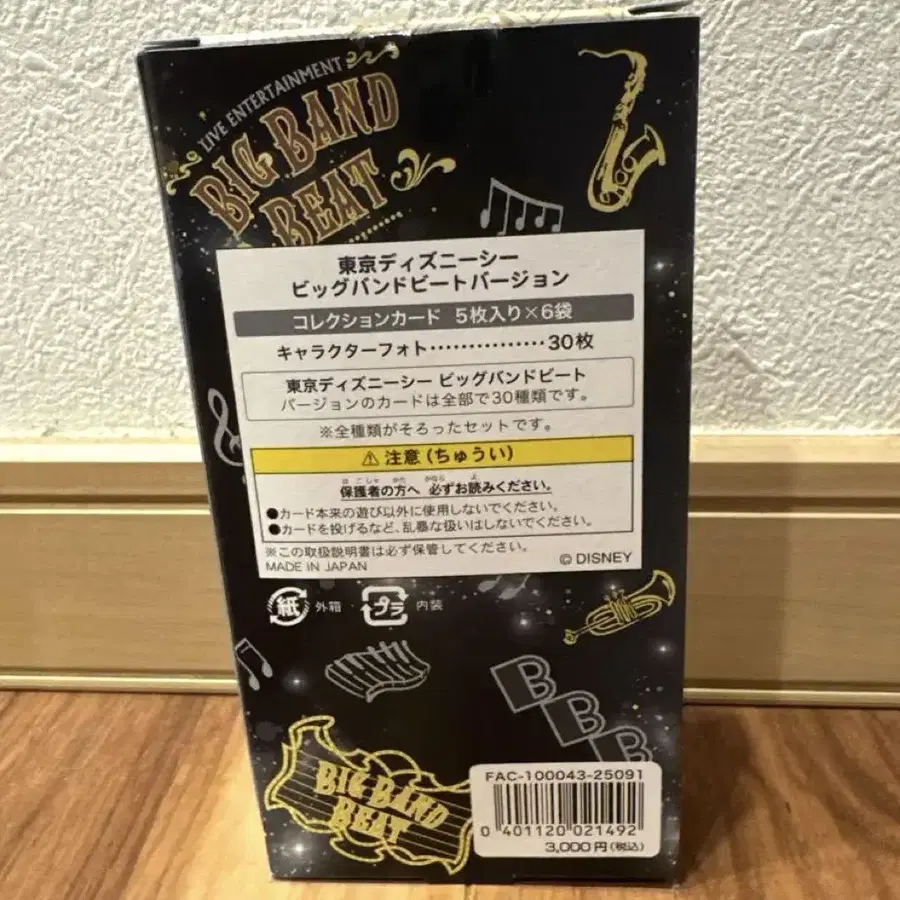 LIVE ENTERTAINMENT
BIG BAND
BEAT
東京ディズニーシー
ビッグバンドビートバージョン
コレクションカード 5枚入り×6袋
キャラクターフォト・・・・・・・・・・・・・・・30枚
東京ディズニーシー ビッグバンドビート
バージョンのカードは全部で30種類です。
※全種類がそろったセットです。
⚠注意(ちゅうい)
ほごしゃ かた かなら よ
保護者の方へ 必ずお読みください。
●カード本来の遊び以外に使用しないでください。
●カードを投げるなど、乱暴な扱いはしないでください。
※この取扱説明書は必ず保管してください。
MADE IN JAPAN
© DISNEY
紙 外箱 プラ 内装
B
B
B
BIG BAND
BEAT
FAC-100043-25091
0 401120 021492
3,000円(税込)